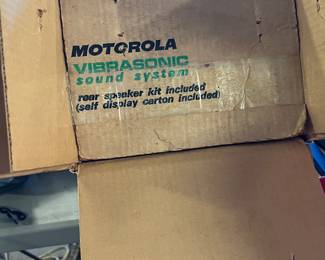 MOTOROLA
VIBRASONIC
sound system
rear speaker kit included
(self display carton included)